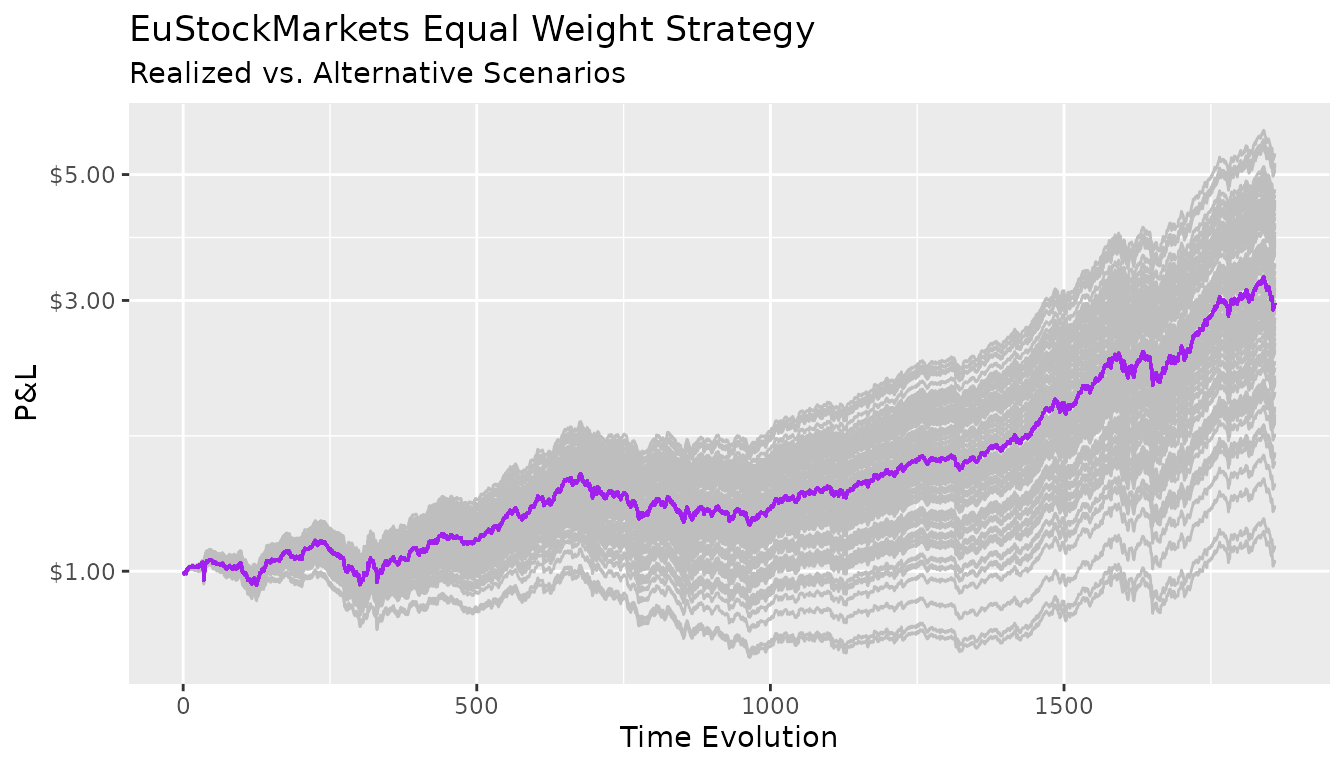 EuStockMarkets Equal Weight Strategy
Realized vs. Alternative Scenarios
$5.00
$3.00
$1.00
P&L
0 500 1000 1500
Time Evolution